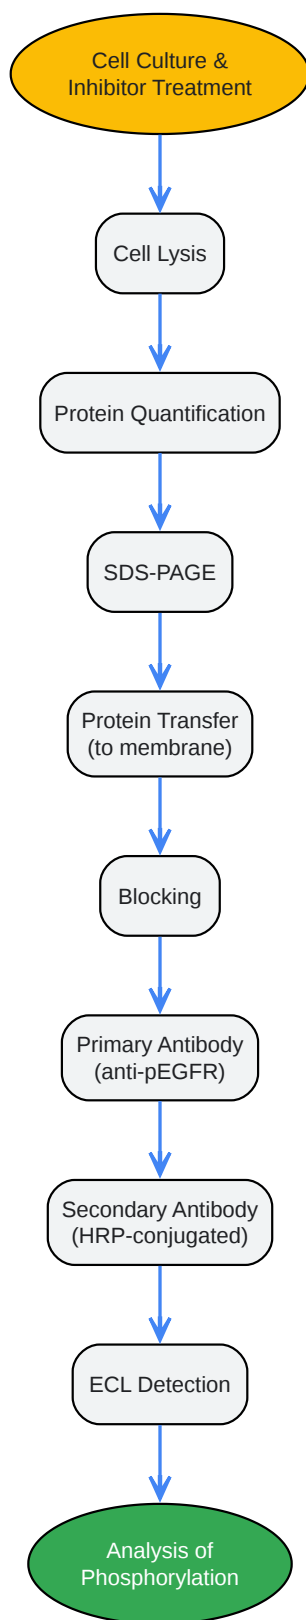 Cell Culture &
Inhibitor Treatment
Cell Lysis
Protein Quantification
SDS-PAGE
Protein Transfer
(to membrane)
Blocking
Primary Antibody
(anti-pEGFR)
Secondary Antibody
(HRP-conjugated)
ECL Detection
Analysis of
Phosphorylation